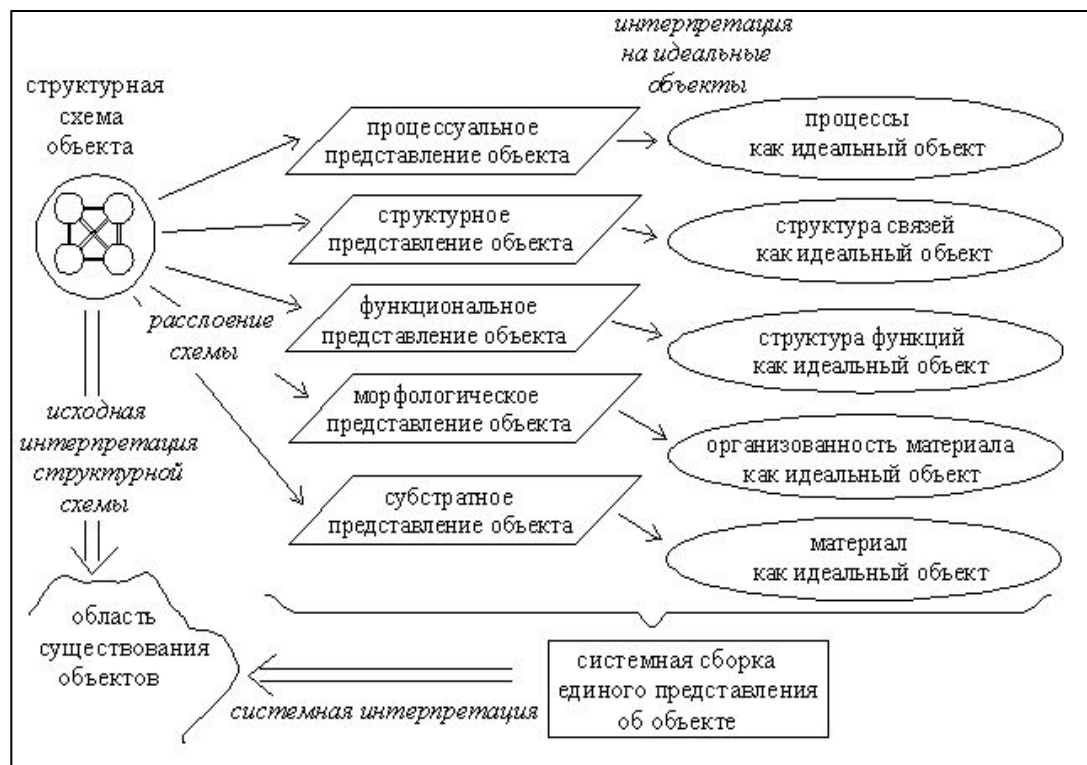 интерпретация
на идеальные
объекты
структурная
схема
объекта
процессуальное
представление объекта
процессы
как идеальный объект
структурное
представление объекта
структура связей
как идеальный объект
расслоение
схемы
функциональное
представление объекта
структура функций
как идеальный объект
морфологическое
представление объекта
организованность материала
как идеальный объект
исходная
интерпретация
структурной
схемы
субстратное
представление объекта
материал
как идеальный объект
область
существования
объектов
системная интерпретация
системная сборка
единого представления
об объекте